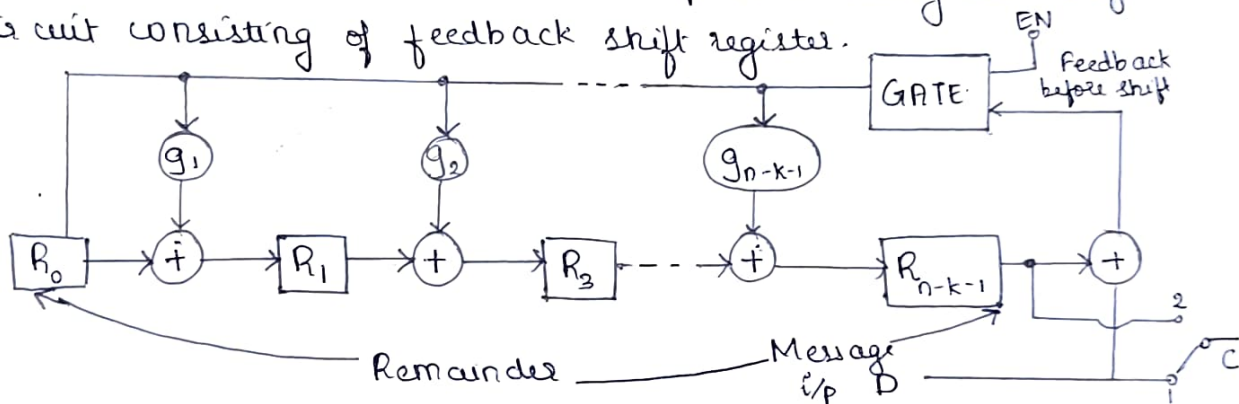 cuit consisting of feedback shift register.
EN
Feedback
before shift
GATE
g1
g2
gn-k-1
R0
+
R1
+
R3
+
Rn-k-1
+
2
Message
Remainder
i/p D
C
1